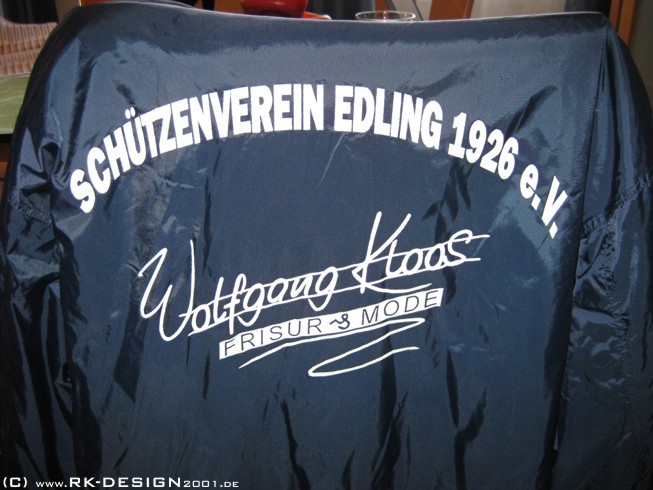 SCHÜTZENVEREIN EDLING 1926 e.V.
Wolfgang Kloos
FRISUR & MODE
(C) www.RK-DESIGN2001.DE